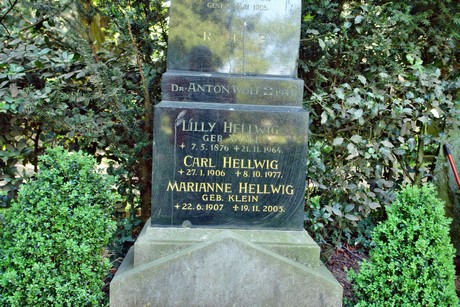 DR. ANTON WOLF
LILLY HELLWIG
GEB.
* 7.5.1876 † 21.11.1964.
CARL HELLWIG
* 27.1.1906 † 8.10.1977.
MARIANNE HELLWIG
GEB. KLEIN
* 22.6.1907 † 19.11.2005.